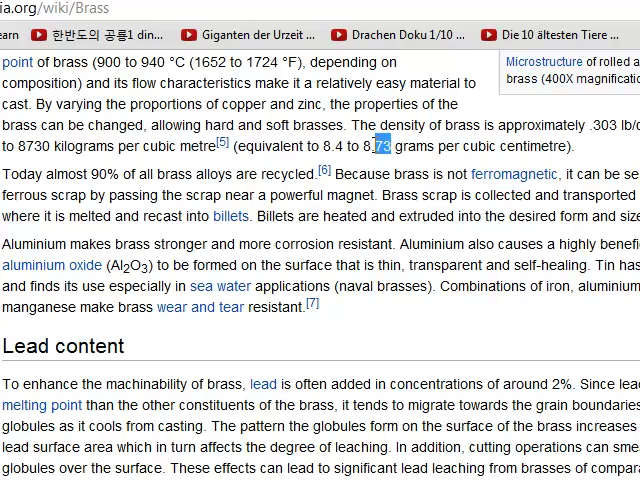 ia.org/wiki/Brass
earn 한반도의 공룡1 din... Giganten der Urzeit ... Drachen Doku 1/10 ... Die 10 ältesten Tiere ...
point of brass (900 to 940 °C (1652 to 1724 °F), depending on
composition) and its flow characteristics make it a relatively easy material to
cast. By varying the proportions of copper and zinc, the properties of the
brass can be changed, allowing hard and soft brasses. The density of brass is approximately .303 lb/c
to 8730 kilograms per cubic metre[5] (equivalent to 8.4 to 8.73 grams per cubic centimetre).
Microstructure of rolled a
brass (400X magnificatio
Today almost 90% of all brass alloys are recycled.[6] Because brass is not ferromagnetic, it can be se
ferrous scrap by passing the scrap near a powerful magnet. Brass scrap is collected and transported
where it is melted and recast into billets. Billets are heated and extruded into the desired form and size
Aluminium makes brass stronger and more corrosion resistant. Aluminium also causes a highly benefi
aluminium oxide (Al2O3) to be formed on the surface that is thin, transparent and self-healing. Tin has
and finds its use especially in sea water applications (naval brasses). Combinations of iron, aluminium
manganese make brass wear and tear resistant.[7]
Lead content
To enhance the machinability of brass, lead is often added in concentrations of around 2%. Since lea
melting point than the other constituents of the brass, it tends to migrate towards the grain boundaries
globules as it cools from casting. The pattern the globules form on the surface of the brass increases
lead surface area which in turn affects the degree of leaching. In addition, cutting operations can sme
globules over the surface. These effects can lead to significant lead leaching from brasses of compara